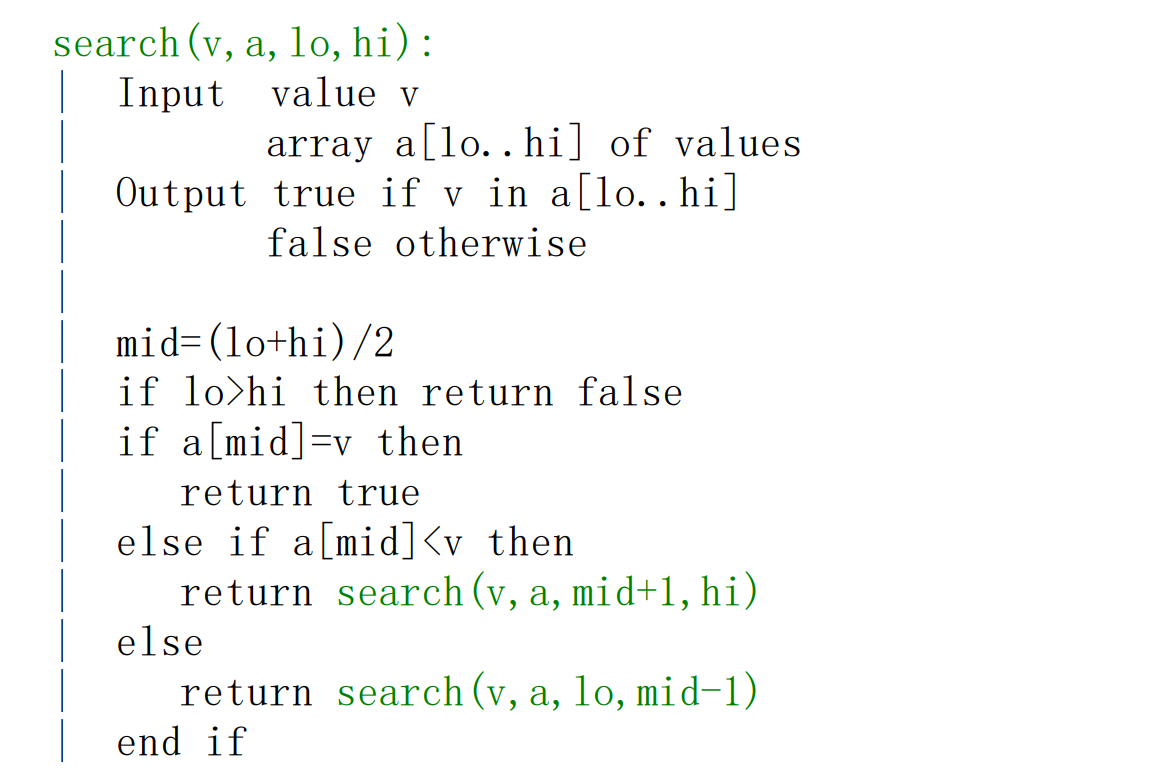 search(v,a,lo,hi):
Input  value v
array a[lo..hi] of values
Output true if v in a[lo..hi]
false otherwise
mid=(lo+hi)/2
if lo>hi then return false
if a[mid]=v then
return true
else if a[mid]<v then
return search(v,a,mid+1,hi)
else
return search(v,a,lo,mid-1)
end if